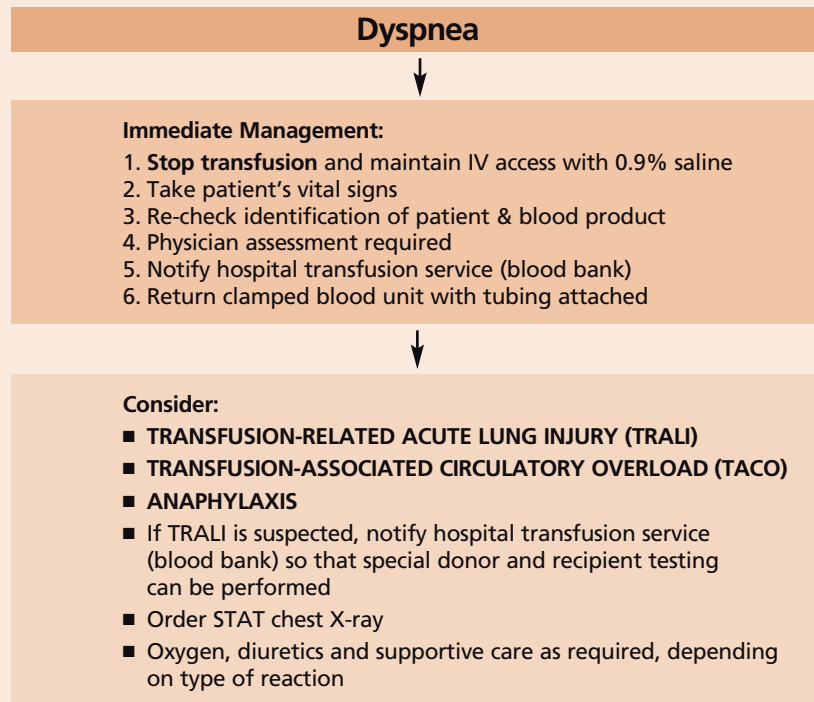 Dyspnea
Immediate Management:
1. Stop transfusion and maintain IV access with 0.9% saline
2. Take patient’s vital signs
3. Re-check identification of patient & blood product
4. Physician assessment required
5. Notify hospital transfusion service (blood bank)
6. Return clamped blood unit with tubing attached
Consider:
■ TRANSFUSION-RELATED ACUTE LUNG INJURY (TRALI)
■ TRANSFUSION-ASSOCIATED CIRCULATORY OVERLOAD (TACO)
■ ANAPHYLAXIS
■ If TRALI is suspected, notify hospital transfusion service
(blood bank) so that special donor and recipient testing
can be performed
■ Order STAT chest X-ray
■ Oxygen, diuretics and supportive care as required, depending
on type of reaction